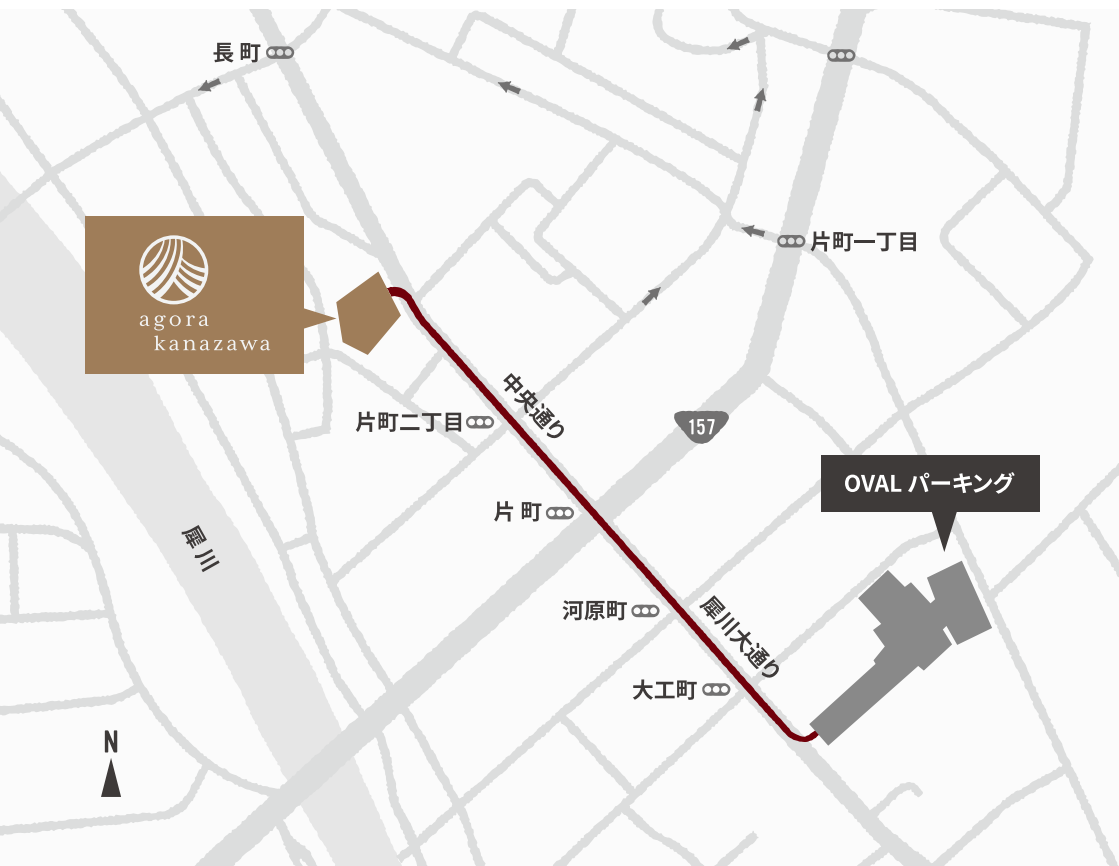 長町
片町一丁目
agora
kanazawa
中央通り
片町二丁目
157
OVAL パーキング
片町
犀川
河原町
犀川大通り
大工町
N